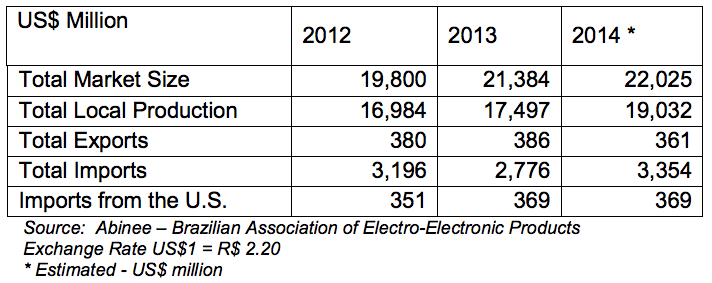 US$ Million 2012 2013 2014 *
Total Market Size 19,800 21,384 22,025
Total Local Production 16,984 17,497 19,032
Total Exports 380 386 361
Total Imports 3,196 2,776 3,354
Imports from the U.S. 351 369 369
Source: Abinee – Brazilian Association of Electro-Electronic Products
Exchange Rate US$1 = R$ 2.20
* Estimated - US$ million